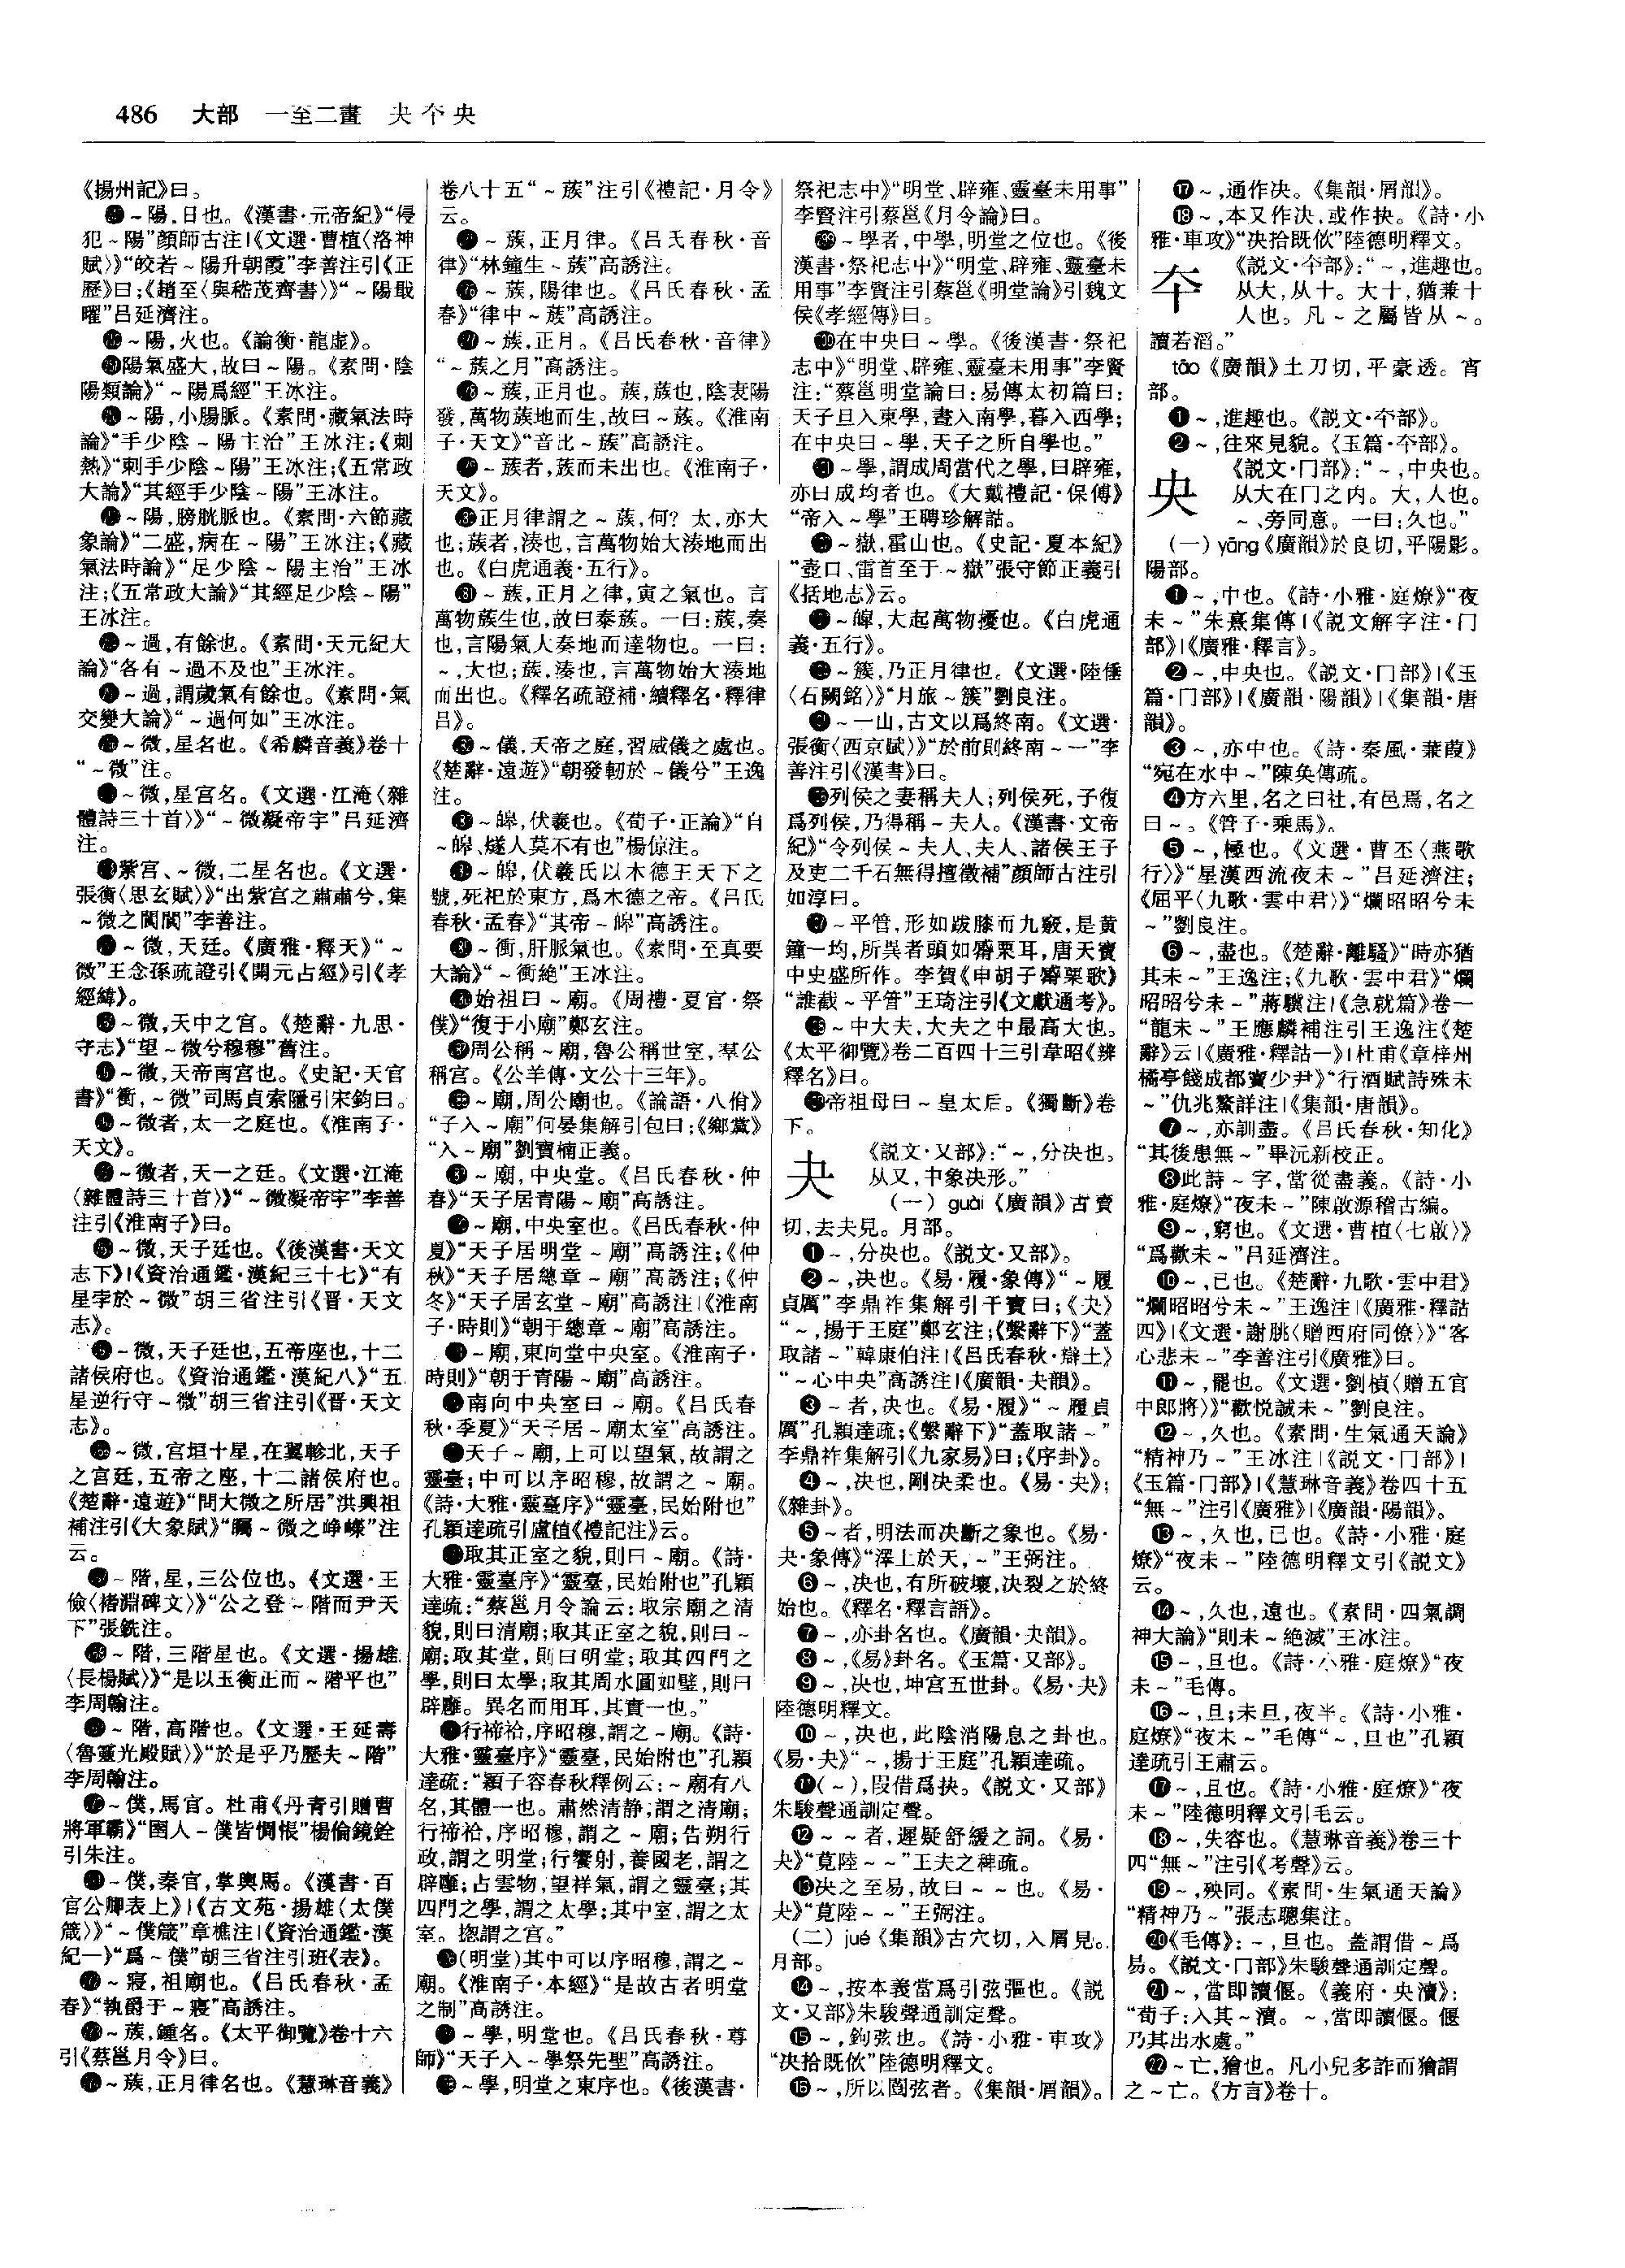 486 大部 一至二畫 夬 夲 央
《揚州記》曰。
~陽,日也。《漢書·元帝紀》“侵
犯~陽”顔師古注|《文選·曹植〈洛神
賦〉》“皎若~陽升朝霞”李善注引《正
歷》曰;《趙至〈與嵇茂齊書〉》“~陽戢
曜”吕延濟注。
~陽,火也。《論衡·龍虚》。
陽氣盛大,故曰~陽。《素問·陰
陽類論》“~陽爲經”王冰注。
~陽,小腸脈。《素問·藏氣法時
論》“手少陰~陽主治”王冰注;《刺
熱》“刺手少陰~陽”王冰注;《五常政
大論》“其經手少陰~陽”王冰注。
~陽,膀胱脈也。《素問·六節藏
象論》“二盛,病在~陽”王冰注;《藏
氣法時論》“足少陰~陽主治”王冰
注;《五常政大論》“其經足少陰~陽”
王冰注。
~過,有餘也。《素問·天元紀大
論》“各有~過不及也”王冰注。
~過,謂歲氣有餘也。《素問·氣
交變大論》“~過何如”王冰注。
~微,星名也。《希麟音義》卷十
“~微”注。
~微,星宫名。《文選·江淹〈雜
體詩三十首〉》“~微凝帝宇”吕延濟
注。
紫宫、~微,二星名也。《文選·
張衡〈思玄賦〉》“出紫宫之肅肅兮,集
~微之閬閬”李善注。
~微,天廷。《廣雅·釋天》“~
微”王念孫疏證引《開元占經》引《孝
經緯》。
~微,天中之宫。《楚辭·九思·
守志》“望~微兮穆穆”舊注。
~微,天帝南宫也。《史記·天官
書》“衡,~微”司馬貞索隱引宋鈞曰。
~微者,太一之庭也。《淮南子·
天文》。
~微者,天一之廷。《文選·江淹
〈雜體詩三十首〉》“~微凝帝宇”李善
注引《淮南子》曰。
~微,天子廷也。《後漢書·天文
志下》|《資治通鑑·漢紀三十七》“有
星孛於~微”胡三省注引《晋·天文
志》。
~微,天子廷也,五帝座也,十二
諸侯府也。《資治通鑑·漢紀八》“五
星逆行守~微”胡三省注引《晋·天文
志》。
~微,宫垣十星,在翼軫北,天子
之宫廷,五帝之座,十二諸侯府也。
《楚辭·遠遊》“問大微之所居”洪興祖
補注引《大象賦》“矚~微之崢嶸”注
云。
~階,星,三公位也。《文選·王
儉〈褚淵碑文〉》“公之登~階而尹天
下”張銑注。
~階,三階星也。《文選·揚雄
〈長楊賦〉》“是以玉衡正而~階平也”
李周翰注。
~階,高階也。《文選·王延壽
〈魯靈光殿賦〉》“於是乎乃歷夫~階”
李周翰注。
~僕,馬官。杜甫《丹青引贈曹
將軍霸》“圉人~僕皆惆悵”楊倫鏡銓
引朱注。
~僕,秦官,掌輿馬。《漢書·百
官公卿表上》|《古文苑·揚雄〈太僕
箴〉》“~僕箴”章樵注|《資治通鑑·漢
紀一》“爲~僕”胡三省注引班《表》。
~寢,祖廟也。《吕氏春秋·孟
春》“執爵于~寢”高誘注。
~蔟,鍾名。《太平御覽》卷十六
引《蔡邕月令》曰。
~蔟,正月律名也。《慧琳音義》
卷八十五“~蔟”注引《禮記·月令》
云。
~蔟,正月律。《吕氏春秋·音
律》“林鐘生~蔟”高誘注。
~蔟,陽律也。《吕氏春秋·孟
春》“律中~蔟”高誘注。
~蔟,正月。《吕氏春秋·音律》
“~蔟之月”高誘注。
~蔟,正月也。蔟,蔟也,陰衰陽
發,萬物蔟地而生,故曰~蔟。《淮南
子·天文》“音比~蔟”高誘注。
~蔟者,蔟而未出也。《淮南子·
天文》。
正月律謂之~蔟,何?太,亦大
也;蔟者,湊也,言萬物始大湊地而出
也。《白虎通義·五行》。
~蔟,正月之律,寅之氣也。言
萬物蔟生也,故曰泰蔟。一曰:蔟,奏
也,言陽氣人奏地而達物也。一曰:
~,大也;蔟,湊也,言萬物始大湊地
而出也。《釋名疏證補·續釋名·釋律
吕》。
~儀,天帝之庭,習威儀之處也。
《楚辭·遠遊》“朝發軔於~儀兮”王逸
注。
~皞,伏羲也。《荀子·正論》“自
~皞、燧人莫不有也”楊倞注。
~皞,伏羲氏以木德王天下之
號,死祀於東方,爲木德之帝。《吕氏
春秋·孟春》“其帝~皞”高誘注。
~衝,肝脈氣也。《素問·至真要
大論》“~衝絶”王冰注。
始祖曰~廟。《周禮·夏官·祭
僕》“復于小廟”鄭玄注。
周公稱~廟,魯公稱世室,羣公
稱宫。《公羊傳·文公十三年》。
~廟,周公廟也。《論語·八佾》
“子入~廟”何晏集解引包曰;《鄉黨》
“入~廟”劉寶楠正義。
~廟,中央堂。《吕氏春秋·仲
春》“天子居青陽~廟”高誘注。
~廟,中央室也。《吕氏春秋·仲
夏》“天子居明堂~廟”高誘注;《仲
秋》“天子居總章~廟”高誘注;《仲
冬》“天子居玄堂~廟”高誘注|《淮南
子·時則》“朝于總章~廟”高誘注。
~廟,東向堂中央室。《淮南子·
時則》“朝于青陽~廟”高誘注。
南向中央室曰~廟。《吕氏春
秋·季夏》“天子居~廟太室”高誘注。
天子~廟,上可以望氣,故謂之
靈臺;中可以序昭穆,故謂之~廟。
《詩·大雅·靈臺序》“靈臺,民始附也”
孔穎達疏引盧植《禮記注》云。
取其正室之貌,則曰~廟。《詩·
大雅·靈臺序》“靈臺,民始附也”孔穎
達疏:“蔡邕月令論云:取宗廟之清
貌,則曰清廟;取其正室之貌,則曰~
廟;取其堂,則曰明堂;取其四門之
學,則曰太學;取其周水圓如璧,則曰
辟廱。異名而用耳,其實一也。”
行禘祫,序昭穆,謂之~廟。《詩·
大雅·靈臺序》“靈臺,民始附也”孔穎
達疏:“穎子容春秋釋例云:~廟有八
名,其體一也。肅然清静,謂之清廟;
行禘祫,序昭穆,謂之~廟;告朔行
政,謂之明堂;行饗射,養國老,謂之
辟廱;占雲物,望祥氣,謂之靈臺;其
四門之學,謂之太學;其中室,謂之太
室。揔謂之宫。”
(明堂)其中可以序昭穆,謂之~
廟。《淮南子·本經》“是故古者明堂
之制”高誘注。
~學,明堂也。《吕氏春秋·尊
師》“天子入~學祭先聖”高誘注。
~學,明堂之東序也。《後漢書·
祭祀志中》“明堂、辟雍、靈臺未用事”
李賢注引蔡邕《月令論》曰。
~學者,中學,明堂之位也。《後
漢書·祭祀志中》“明堂、辟雍、靈臺未
用事”李賢注引蔡邕《明堂論》引魏文
侯《孝經傳》曰。
在中央曰~學。《後漢書·祭祀
志中》“明堂、辟雍、靈臺未用事”李賢
注:“蔡邕明堂論曰:易傳太初篇曰:
天子旦入東學,晝入南學,暮入西學;
在中央曰~學,天子之所自學也。”
~學,謂成周當代之學,曰辟雍,
亦曰成均者也。《大戴禮記·保傅》
“帝入~學”王聘珍解詁。
~嶽,霍山也。《史記·夏本紀》
“壺口、雷首至于~嶽”張守節正義引
《括地志》云。
~皞,大起萬物擾也。《白虎通
義·五行》。
~簇,乃正月律也。《文選·陸倕
〈石闕銘〉》“月旅~簇”劉良注。
~一山,古文以爲終南。《文選·
張衡〈西京賦〉》“於前則終南~一”李
善注引《漢書》曰。
列侯之妻稱夫人;列侯死,子復
爲列侯,乃得稱~夫人。《漢書·文帝
紀》“令列侯~夫人、夫人、諸侯王子
及吏二千石無得擅徵補”顔師古注引
如淳曰。
~平管,形如跋膝而九竅,是黄
鐘一均,所異者頭如觱栗耳,唐天寶
中史盛所作。李賀《申胡子觱栗歌》
“誰截~平管”王琦注引《文獻通考》。
~中大夫,大夫之中最高大也。
《太平御覽》卷二百四十三引韋昭《辨
釋名》曰。
帝祖母曰~皇太后。《獨斷》卷
下。
夬
《説文·又部》:“~,分决也。
从又,中象决形。”
(一)guài《廣韻》古賣
切,去夬見。月部。
❶~,分决也。《説文·又部》。
❷~,决也。《易·履·象傳》“~履
貞厲”李鼎祚集解引干寶曰;《夬》
“~,揚于王庭”鄭玄注;《繫辭下》“蓋
取諸~”韓康伯注|《吕氏春秋·辯土》
“~心中央”高誘注|《廣韻·夬韻》。
❸~者,决也。《易·履》“~履貞
厲”孔穎達疏;《繫辭下》“蓋取諸~”
李鼎祚集解引《九家易》曰;《序卦》。
❹~,决也,剛决柔也。《易·夬》;
《雜卦》。
❺~者,明法而决斷之象也。《易·
夬·象傳》“澤上於天,~”王弼注。
❻~,决也,有所破壞,决裂之於終
始也。《釋名·釋言語》。
❼~,亦卦名也。《廣韻·夬韻》。
❽~,《易》卦名。《玉篇·又部》。
❾~,决也,坤宫五世卦。《易·夬》
陸德明釋文。
❿~,决也,此陰消陽息之卦也。
《易·夬》“~,揚于王庭”孔穎達疏。
⓫(~),叚借爲抉。《説文·又部》
朱駿聲通訓定聲。
⓬~~者,遲疑舒緩之詞。《易·
夬》“莧陸~~”王夫之稗疏。
⓭决之至易,故曰~~也。《易·
夬》“莧陸~~”王弼注。
(二)jué《集韻》古穴切,入屑見。
月部。
⓮~,按本義當爲引弦彄也。《説
文·又部》朱駿聲通訓定聲。
⓯~,鉤弦也。《詩·小雅·車攻》
“决拾既佽”陸德明釋文。
⓰~,所以闓弦者。《集韻·屑韻》。
⓱~,通作决。《集韻·屑韻》。
⓲~,本又作决,或作抉。《詩·小
雅·車攻》“决拾既佽”陸德明釋文。
夲
《説文·夲部》:“~,進趣也。
从大,从十。大十,猶兼十
人也。凡~之屬皆从~。
讀若滔。”
tāo《廣韻》土刀切,平豪透。宵
部。
❶~,進趣也。《説文·夲部》。
❷~,往來見貌。《玉篇·夲部》。
央
《説文·冂部》:“~,中央也。
从大在冂之内。大,人也。
~、旁同意。一曰:久也。”
(一)yāng《廣韻》於良切,平陽影。
陽部。
❶~,中也。《詩·小雅·庭燎》“夜
未~”朱熹集傳|《説文解字注·冂
部》|《廣雅·釋言》。
❷~,中央也。《説文·冂部》|《玉
篇·冂部》|《廣韻·陽韻》|《集韻·唐
韻》。
❸~,亦中也。《詩·秦風·蒹葭》
“宛在水中~”陳奂傳疏。
❹方六里,名之曰社,有邑焉,名之
曰~。《管子·乘馬》。
❺~,極也。《文選·曹丕〈燕歌
行〉》“星漢西流夜未~”吕延濟注;
《屈平〈九歌·雲中君〉》“爛昭昭兮未
~”劉良注。
❻~,盡也。《楚辭·離騷》“時亦猶
其未~”王逸注;《九歌·雲中君》“爛
昭昭兮未~”蔣驥注|《急就篇》卷一
“龍未~”王應麟補注引王逸注《楚
辭》云|《廣雅·釋詁一》|杜甫《章梓州
橘亭餞成都竇少尹》“行酒賦詩殊未
~”仇兆鰲詳注|《集韻·唐韻》。
❼~,亦訓盡。《吕氏春秋·知化》
“其後患無~”畢沅新校正。
❽此詩~字,當從盡義。《詩·小
雅·庭燎》“夜未~”陳啟源稽古編。
❾~,窮也。《文選·曹植〈七啟〉》
“爲歡未~”吕延濟注。
❿~,已也。《楚辭·九歌·雲中君》
“爛昭昭兮未~”王逸注|《廣雅·釋詁
四》|《文選·謝朓〈贈西府同僚〉》“客
心悲未~”李善注引《廣雅》曰。
⓫~,罷也。《文選·劉楨〈贈五官
中郎將〉》“歡悦誠未~”劉良注。
⓬~,久也。《素問·生氣通天論》
“精神乃~”王冰注|《説文·冂部》|
《玉篇·冂部》|《慧琳音義》卷四十五
“無~”注引《廣雅》|《廣韻·陽韻》。
⓭~,久也,已也。《詩·小雅·庭
燎》“夜未~”陸德明釋文引《説文》
云。
⓮~,久也,遠也。《素問·四氣調
神大論》“則未~絶滅”王冰注。
⓯~,旦也。《詩·小雅·庭燎》“夜
未~”毛傳。
⓰~,旦;未旦,夜半。《詩·小雅·
庭燎》“夜未~”毛傳“~,旦也”孔穎
達疏引王肅云。
⓱~,且也。《詩·小雅·庭燎》“夜
未~”陸德明釋文引毛云。
⓲~,失容也。《慧琳音義》卷三十
四“無~”注引《考聲》云。
⓳~,殃同。《素問·生氣通天論》
“精神乃~”張志聰集注。
⓴《毛傳》:~,旦也。蓋謂借~爲
易。《説文·冂部》朱駿聲通訓定聲。
㉑~,當即讀偃。《義府·央瀆》:
“荀子:入其~瀆。~,當即讀偃。偃
乃其出水處。”
㉒~亡,獪也。凡小兒多詐而獪謂
之~亡。《方言》卷十。